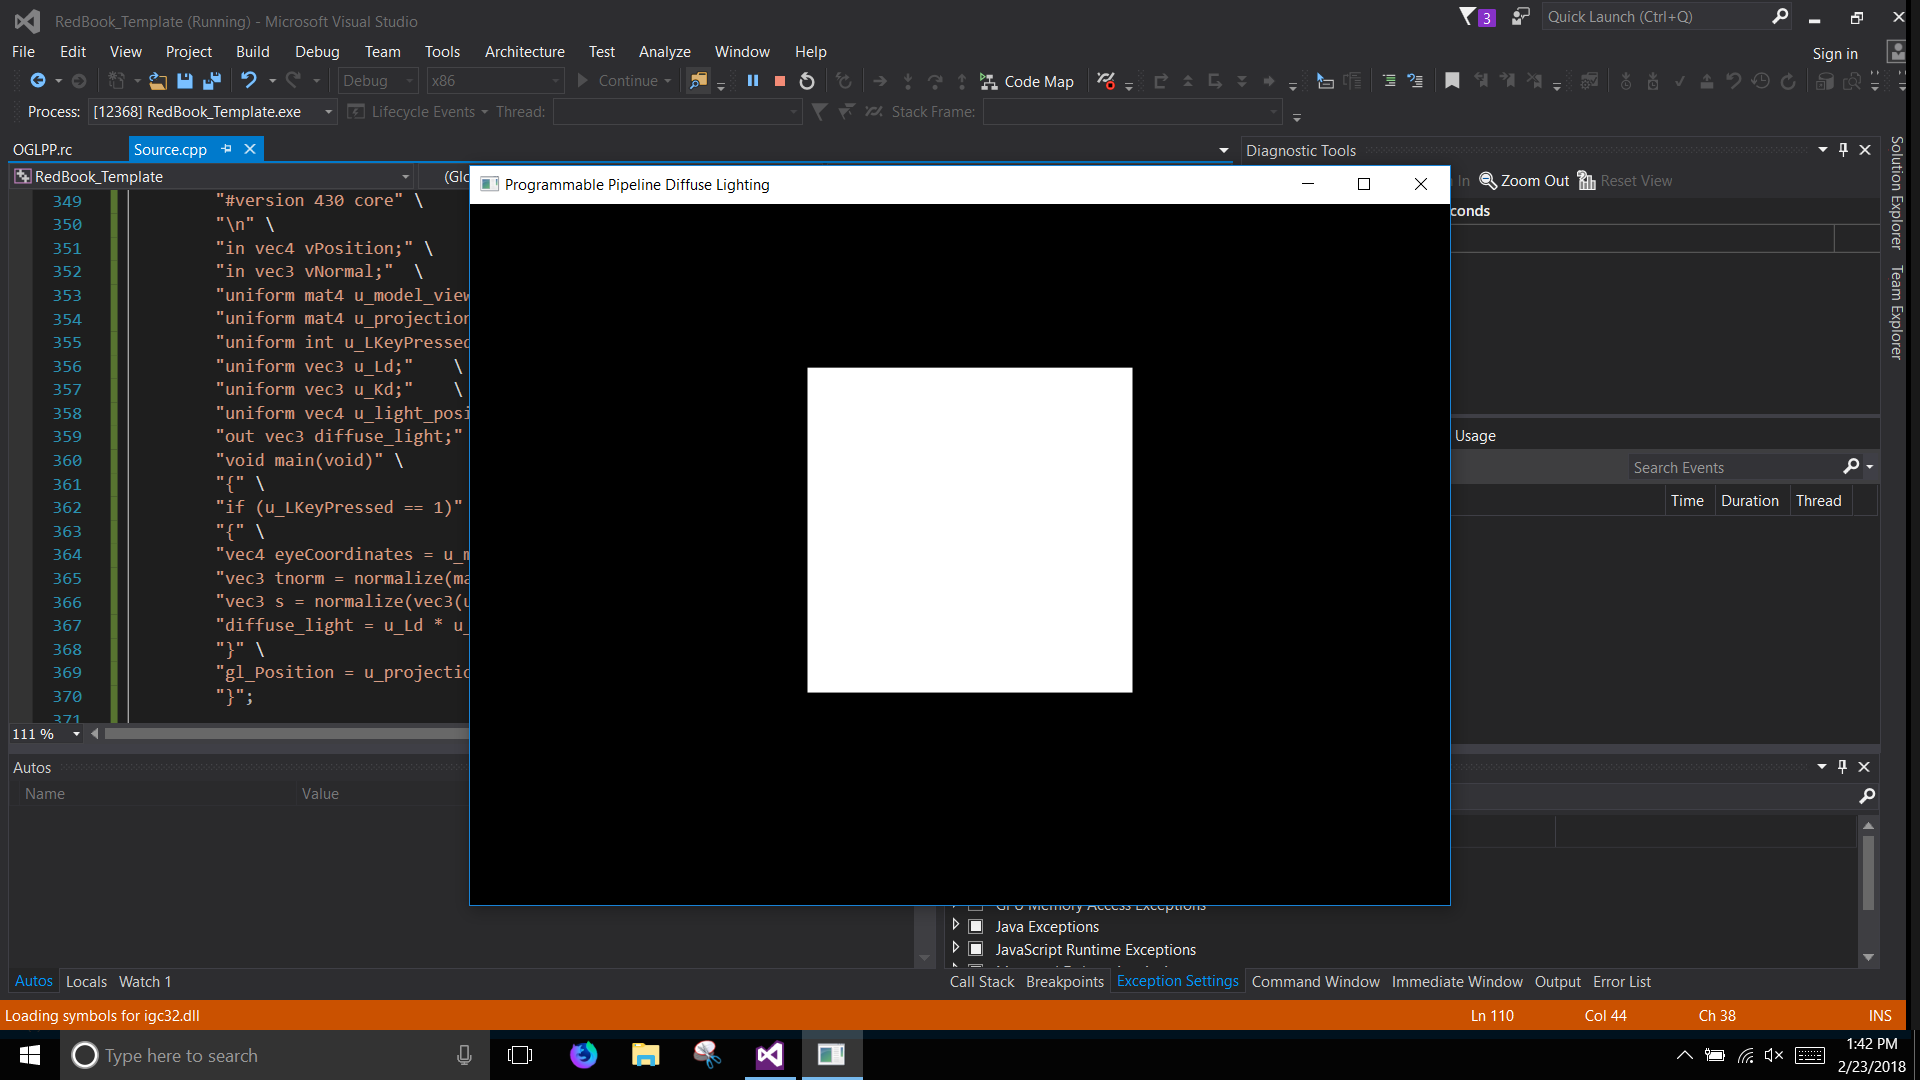 RedBook_Template (Running) - Microsoft Visual Studio
3
Quick Launch (Ctrl+Q)
File Edit View Project Build Debug Team Tools Architecture Test Analyze Window Help
Sign in
Debug x86 Continue Code Map
Process: [12368] RedBook_Template.exe Lifecycle Events Thread: Stack Frame:
OGLPP.rc Source.cpp
Diagnostic Tools
RedBook_Template (Glo
Programmable Pipeline Diffuse Lighting
In Zoom Out Reset View
conds
Solution Explorer
Team Explorer
349 "#version 430 core" \
350 "\n" \
351 "in vec4 vPosition;" \
352 "in vec3 vNormal;" \
353 "uniform mat4 u_model_view
354 "uniform mat4 u_projection
355 "uniform int u_LKeyPressed
356 "uniform vec3 u_Ld;" \
357 "uniform vec3 u_Kd;" \
358 "uniform vec4 u_light_posi
359 "out vec3 diffuse_light;"
360 "void main(void)" \
361 "{" \
362 "if (u_LKeyPressed == 1)"
363 "{" \
364 "vec4 eyeCoordinates = u_m
365 "vec3 tnorm = normalize(ma
366 "vec3 s = normalize(vec3(u
367 "diffuse_light = u_Ld * u_
368 "}" \
369 "gl_Position = u_projectio
370 "}";
371
Usage
Search Events
Time Duration Thread
111 %
Autos
Name Value
GPU Memory Access Exceptions
Java Exceptions
JavaScript Runtime Exceptions
Autos Locals Watch 1
Call Stack Breakpoints Exception Settings Command Window Immediate Window Output Error List
Loading symbols for igc32.dll
Ln 110 Col 44 Ch 38 INS
Type here to search
1:42 PM
2/23/2018